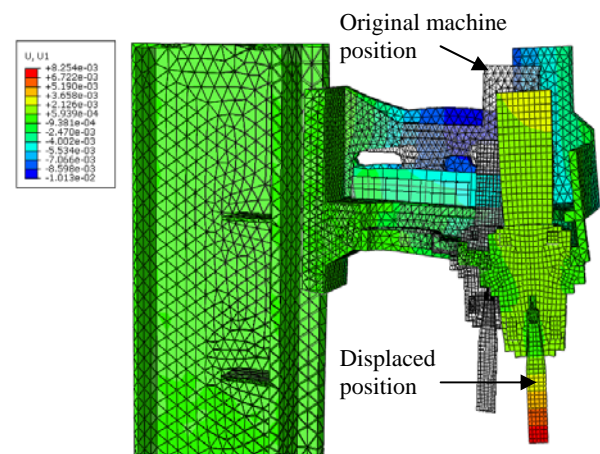 Original machine
position
U, U1
+8.254e-03
+6.722e-03
+5.190e-03
+3.658e-03
+2.126e-03
+5.939e-04
-9.381e-04
-2.470e-03
-4.002e-03
-5.534e-03
-7.066e-03
-8.598e-03
-1.013e-02
Displaced
position